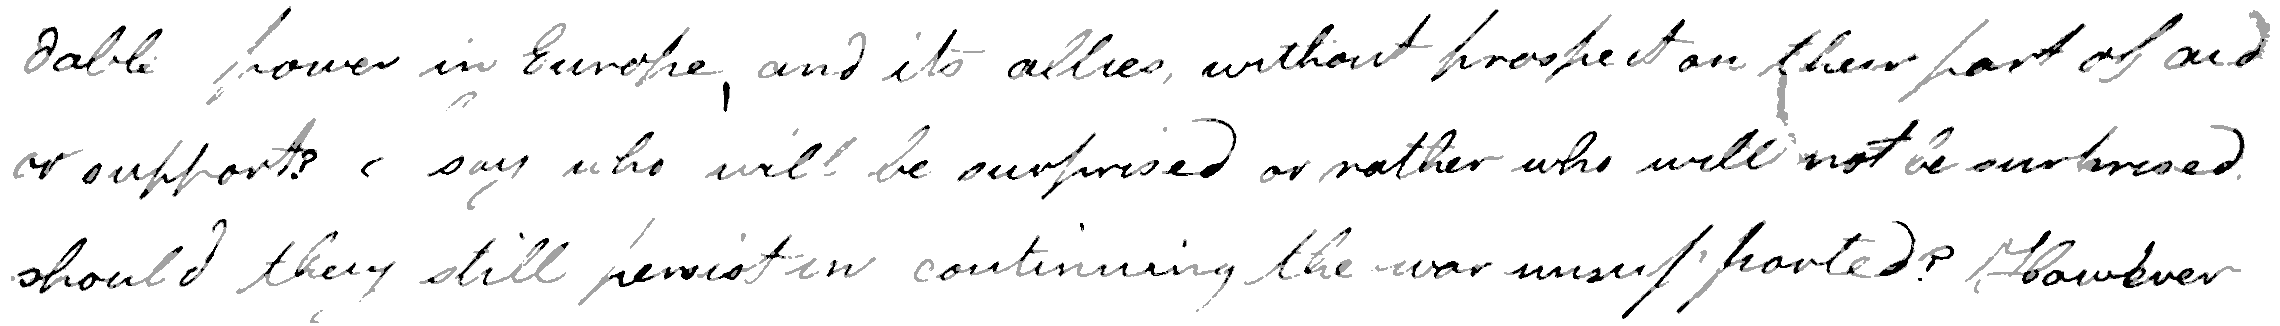 dable power in Europe, and its allies, without prospect on their part of aid
or support? I say who will be surprised or rather who will not be surprised
should they still persist in continuing the war unsupported? However